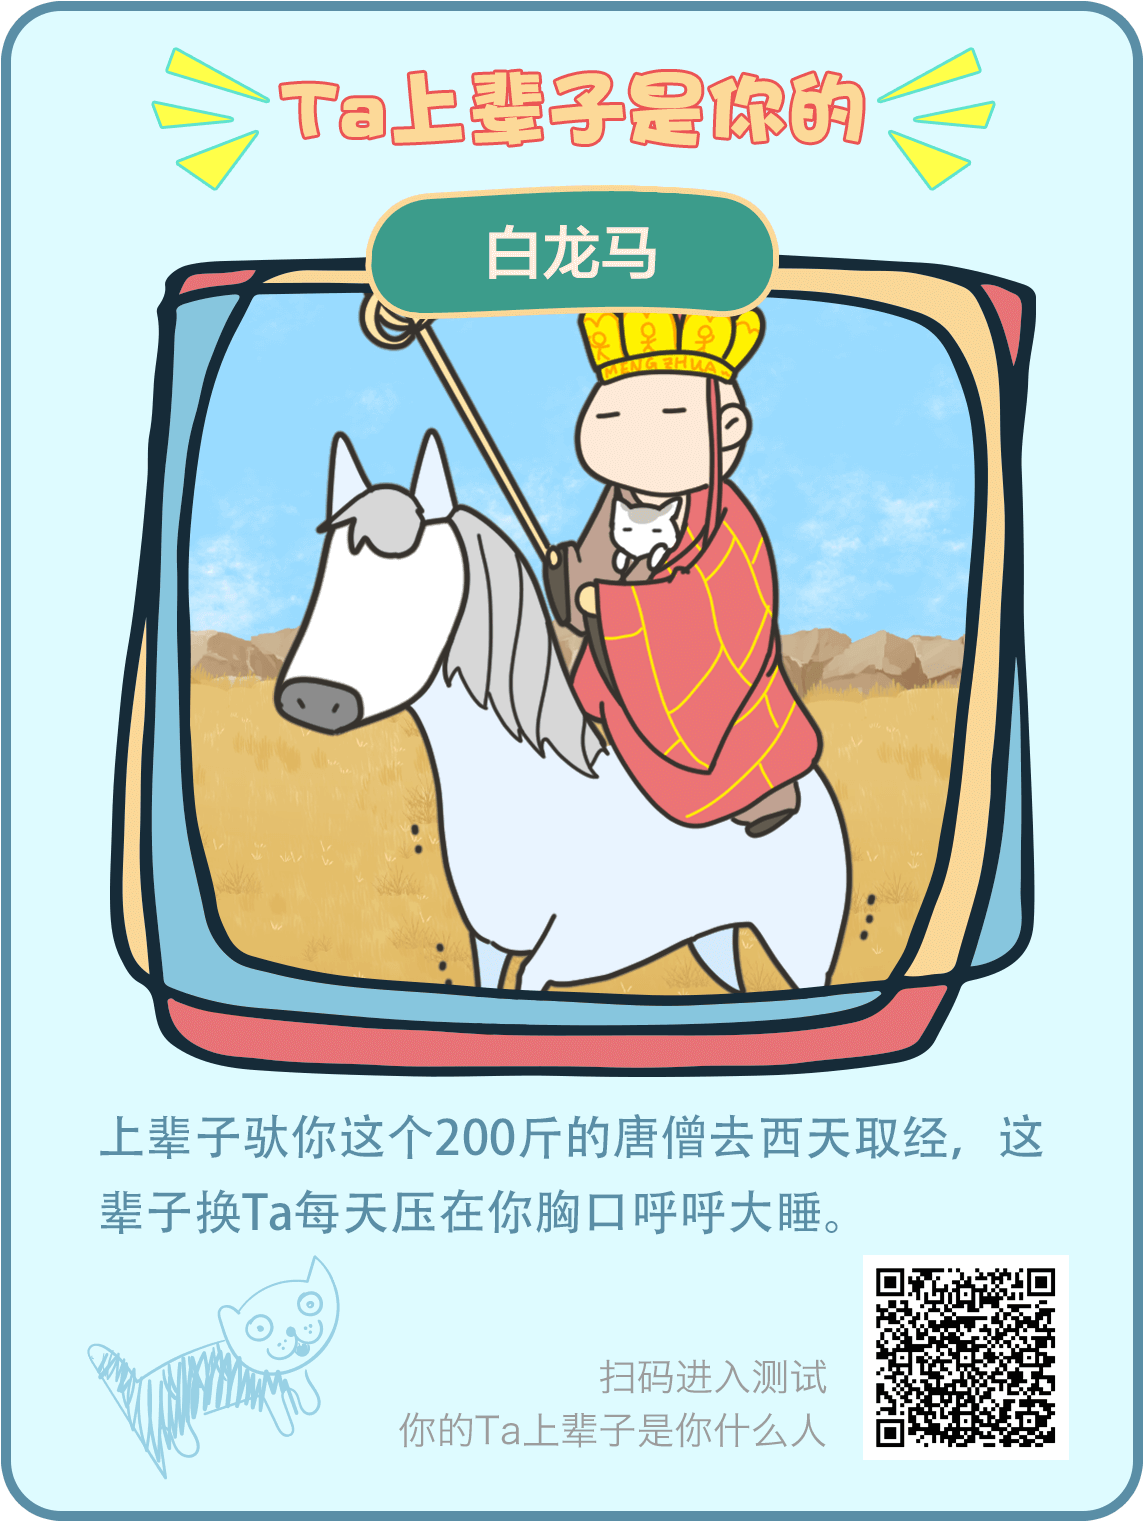 Ta上辈子是你的
白龙马
MENG ZHUA
上辈子驮你这个200斤的唐僧去西天取经，这
辈子换Ta每天压在你胸口呼呼大睡。
扫码进入测试
你的Ta上辈子是你什么人